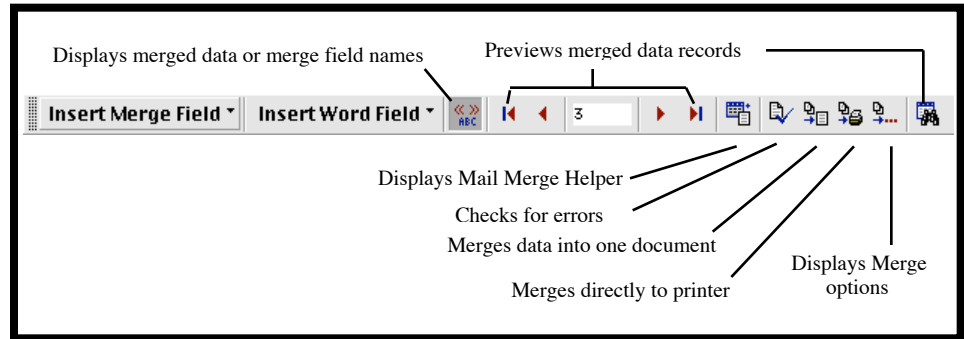 Displays merged data or merge field names
Previews merged data records
Insert Merge Field Insert Word Field «» ABC 3
Displays Mail Merge Helper
Checks for errors
Merges data into one document
Merges directly to printer
Displays Merge
options